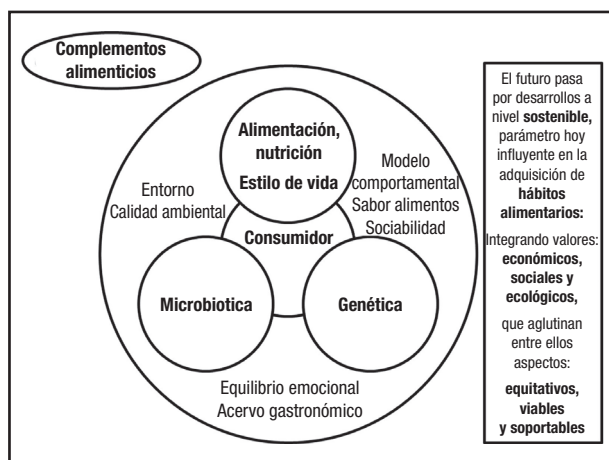 Complementos
alimenticios
Alimentación,
nutrición
Estilo de vida
Entorno
Calidad ambiental
Modelo
comportamental
Sabor alimentos
Sociabilidad
Consumidor
Microbiotica
Genética
Equilibrio emocional
Acervo gastronómico
El futuro pasa
por desarrollos a
nivel sostenible,
parámetro hoy
influyente en la
adquisición de
hábitos
alimentarios:
Integrando valores:
económicos,
sociales y
ecológicos,
que aglutinan
entre ellos
aspectos:
equitativos,
viables
y soportables